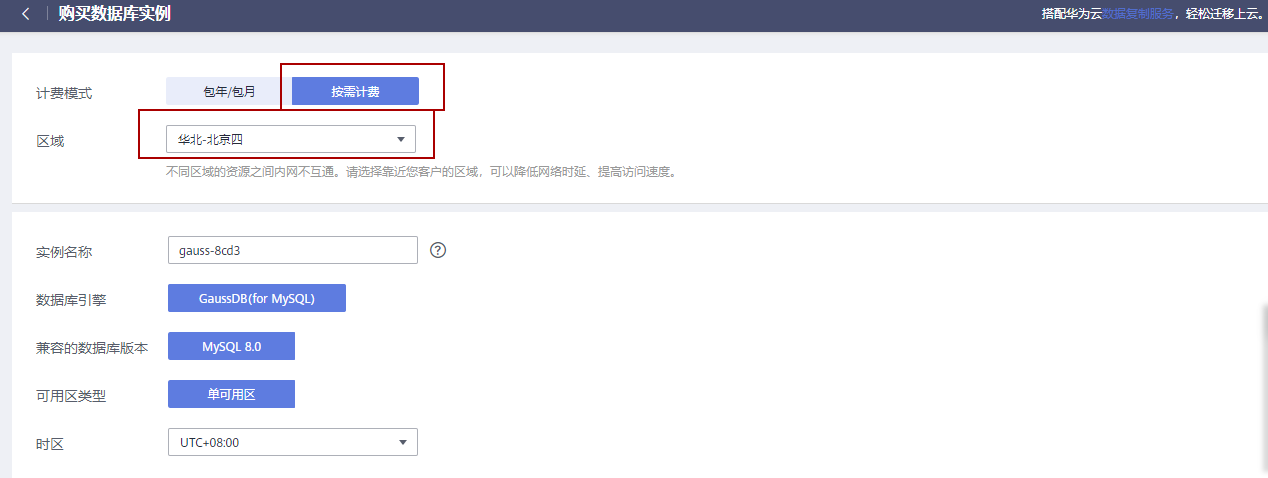 购买数据库实例 搭配华为云数据复制服务，轻松迁移上云。
计费模式 包年/包月 按需计费
区域 华北-北京四
不同区域的资源之间内网不互通。请选择靠近您客户的区域，可以降低网络时延、提高访问速度。
实例名称 gauss-8cd3
数据库引擎 GaussDB(for MySQL)
兼容的数据库版本 MySQL 8.0
可用区类型 单可用区
时区 UTC+08:00